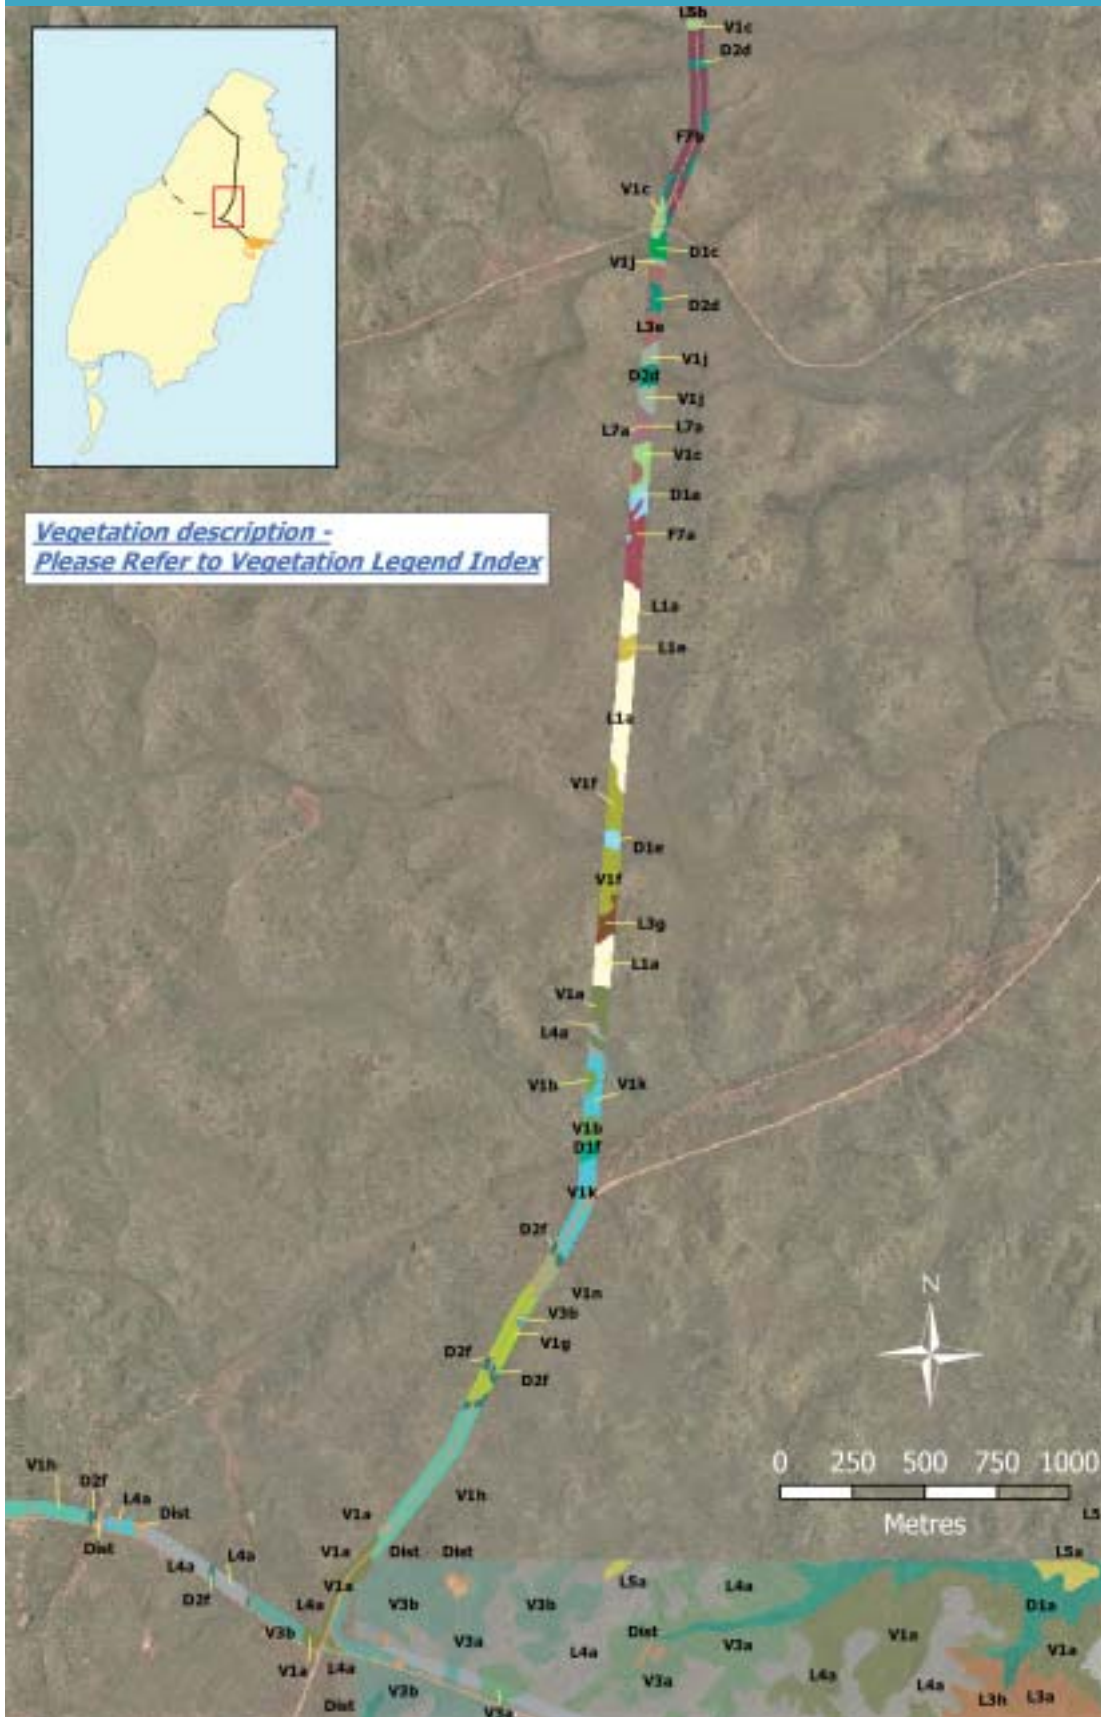 L5b
V1c
D2d
F7b
V1c
D1c
V1j
D2d
L3e
V1j
D2d
V1j
L7a
L7a
V1c
Vegetation description -
Please Refer to Vegetation Legend Index
F7a
L1a
L1e
L1a
V1f
V1f
L3g
L1a
V1a
L4a
V1k
V1b
D1f
V1k
D2f
V1n
N
V3b
V1g
D2f
D2f
0 250 500 750 1000
Metres
V1h
D2f
L4a
Dist
V1h
V1a
L5
Dist
V1a
Dist
Dist
L5a
L4a
L4a
L5a
L4a
D2f
V1a
L4a
V3b
V3b
D1a
V3b
V3a
Dist
V3a
V1a
V1a
V1a
L4a
L4a
V3a
L4a
L4a
V3b
L3h
L3a
Dist
V3a